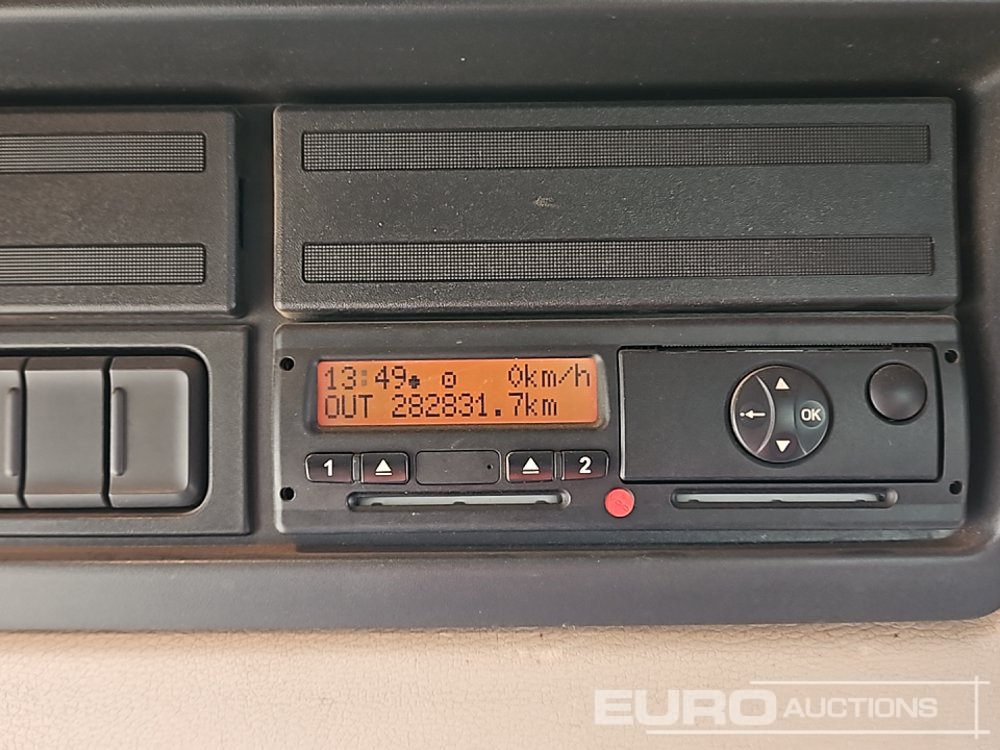 13:49 0km/h
OUT 282831.7km
1 2
OK
EURO AUCTIONS